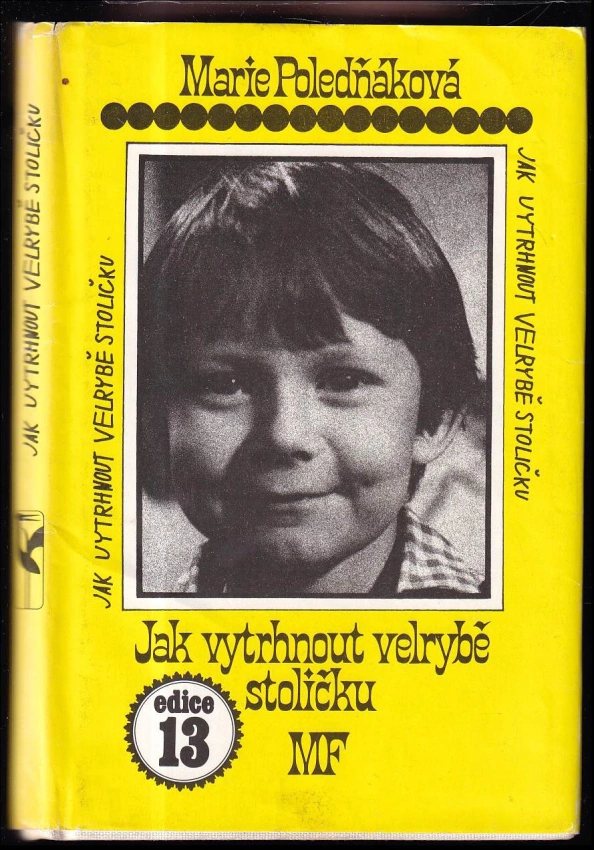 Marie Poledňáková
JAK VYTRHNOUT VELRYBĚ STOLIČKU
JAK VYTRHNOUT VELRYBĚ STOLIČKU
JAK VYTRHNOUT VELRYBĚ STOLIČKU
Jak vytrhnout velrybě
stoličku
edice
13
MF